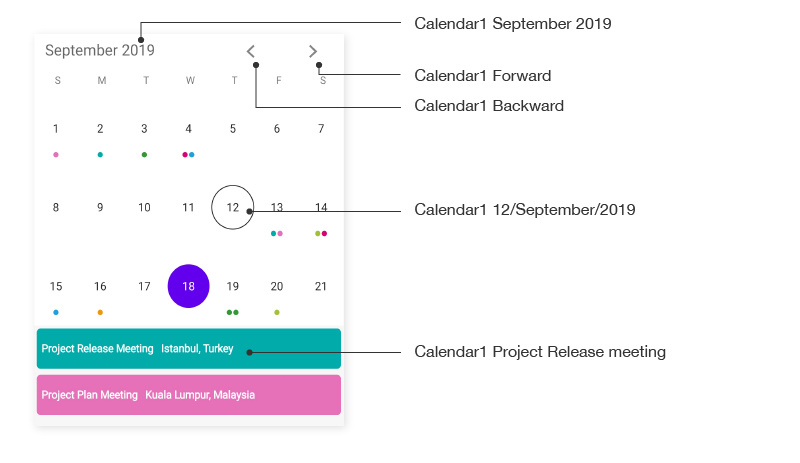 Calendar1 September 2019
September 2019
Calendar1 Forward
S M T W T F S
Calendar1 Backward
1 2 3 4 5 6 7
8 9 10 11 12 13 14
Calendar1 12/September/2019
15 16 17 18 19 20 21
Project Release Meeting Istanbul, Turkey
Calendar1 Project Release meeting
Project Plan Meeting Kuala Lumpur, Malaysia